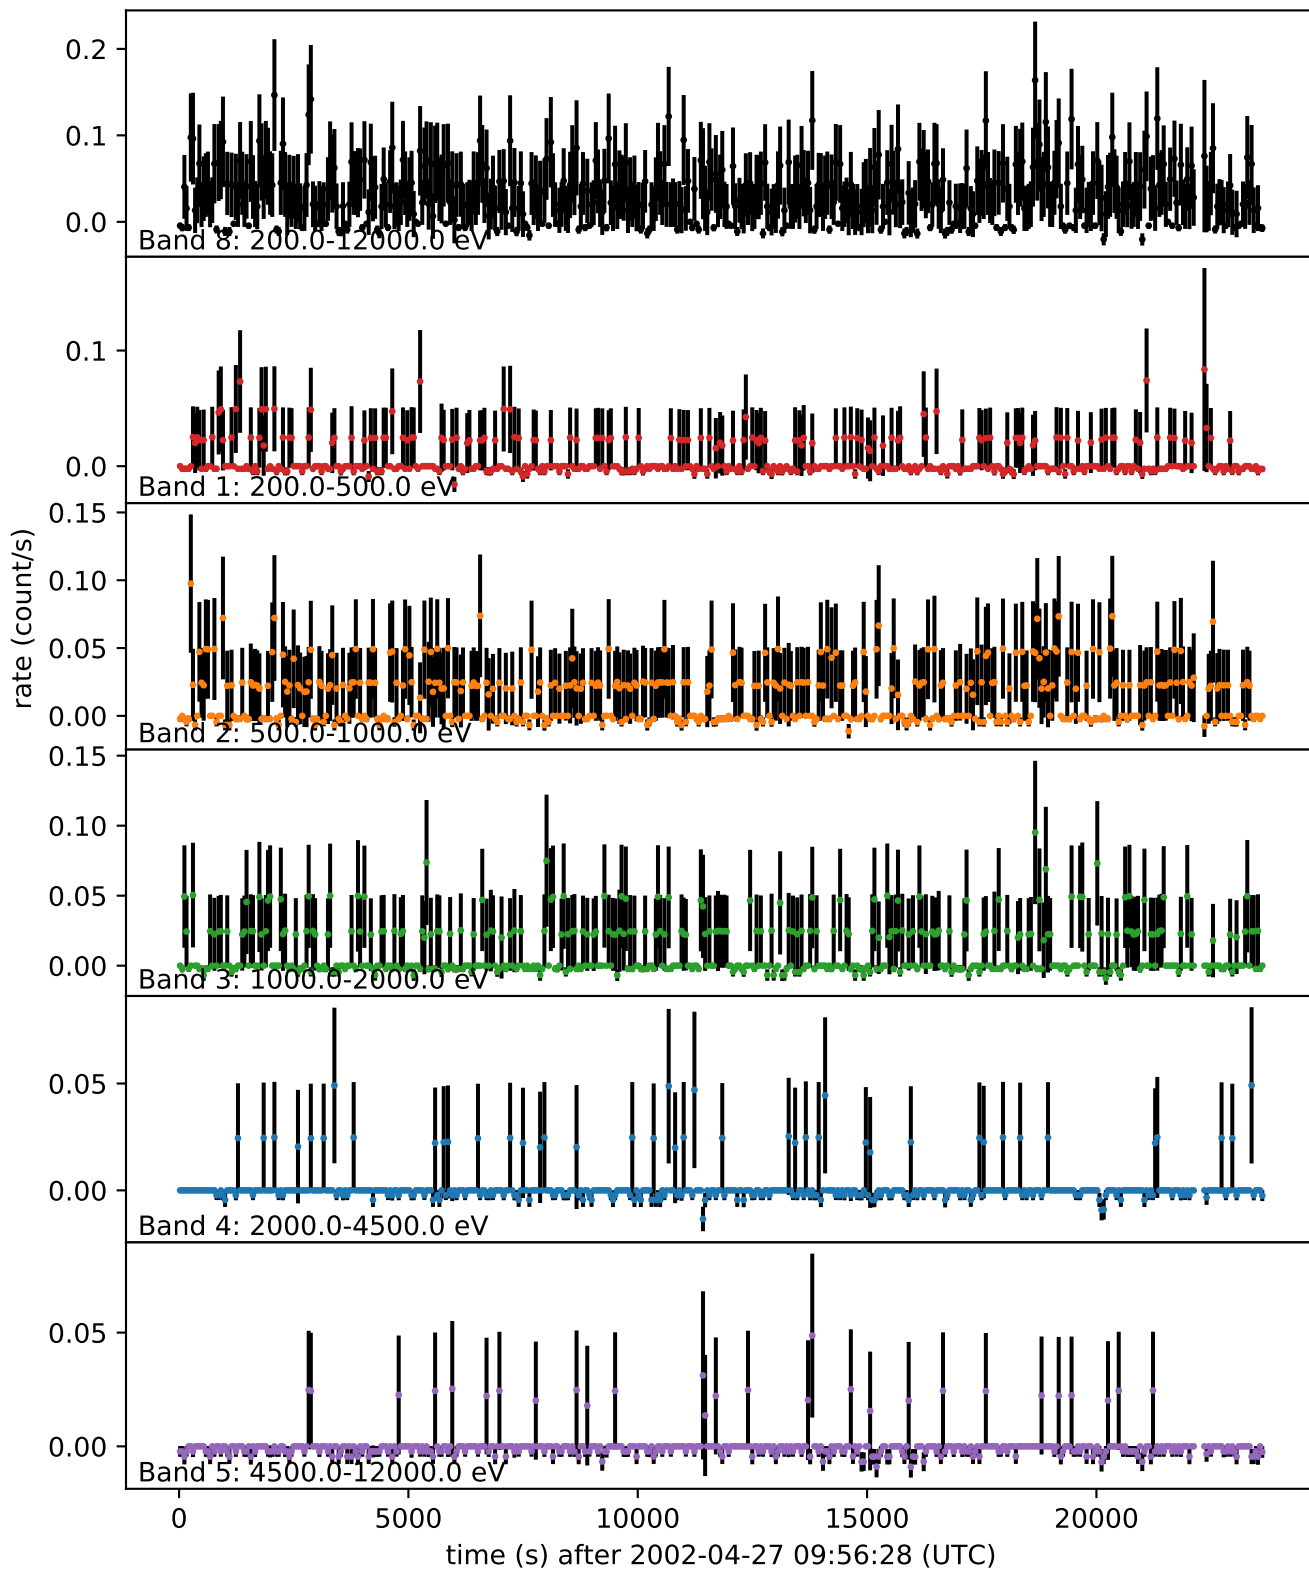 0.2
0.1
0.0
Band 8: 200.0-12000.0 eV
0.1
0.0
Band 1: 200.0-500.0 eV
rate (count/s)
0.15
0.10
0.05
0.00
Band 2: 500.0-1000.0 eV
0.15
0.10
0.05
0.00
Band 3: 1000.0-2000.0 eV
0.05
0.00
Band 4: 2000.0-4500.0 eV
0.05
0.00
Band 5: 4500.0-12000.0 eV
0 5000 10000 15000 20000
time (s) after 2002-04-27 09:56:28 (UTC)